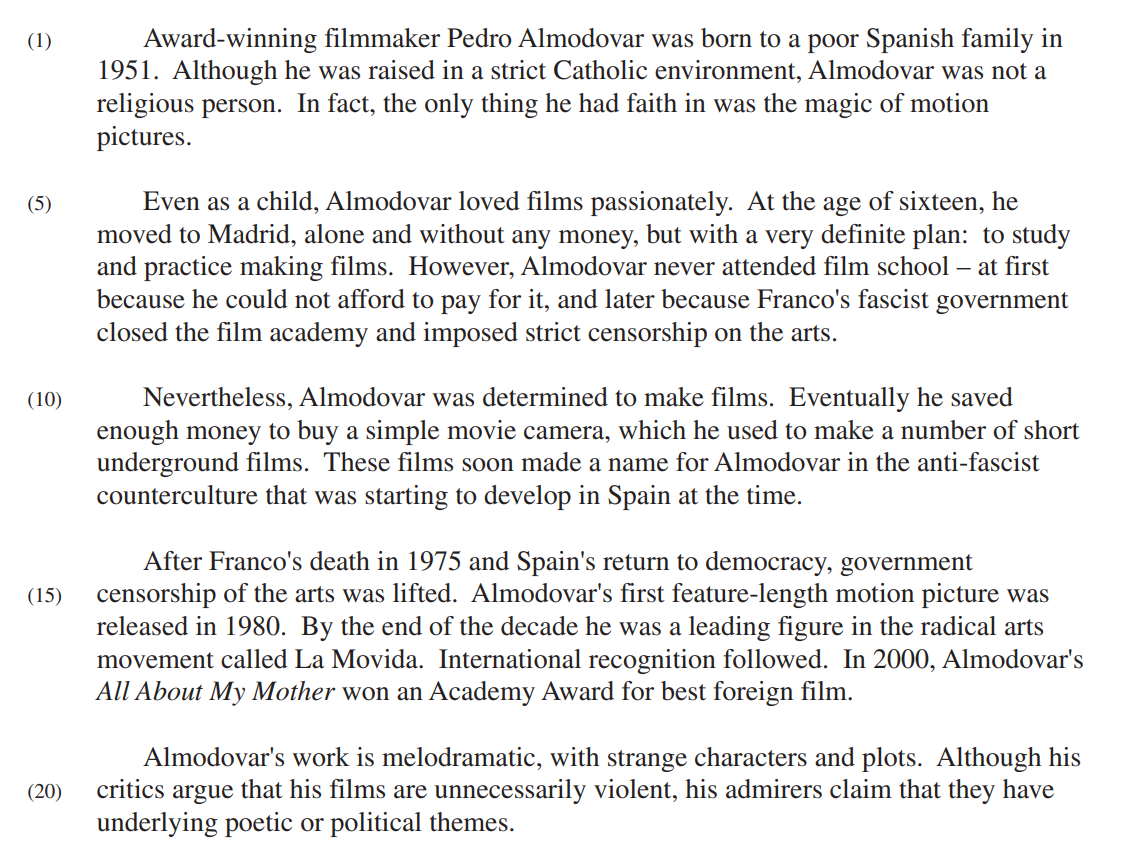 (1) Award-winning filmmaker Pedro Almodovar was born to a poor Spanish family in
1951. Although he was raised in a strict Catholic environment, Almodovar was not a
religious person. In fact, the only thing he had faith in was the magic of motion
pictures.
(5) Even as a child, Almodovar loved films passionately. At the age of sixteen, he
moved to Madrid, alone and without any money, but with a very definite plan: to study
and practice making films. However, Almodovar never attended film school – at first
because he could not afford to pay for it, and later because Franco's fascist government
closed the film academy and imposed strict censorship on the arts.
(10) Nevertheless, Almodovar was determined to make films. Eventually he saved
enough money to buy a simple movie camera, which he used to make a number of short
underground films. These films soon made a name for Almodovar in the anti-fascist
counterculture that was starting to develop in Spain at the time.
After Franco's death in 1975 and Spain's return to democracy, government
(15) censorship of the arts was lifted. Almodovar's first feature-length motion picture was
released in 1980. By the end of the decade he was a leading figure in the radical arts
movement called La Movida. International recognition followed. In 2000, Almodovar's
All About My Mother won an Academy Award for best foreign film.
Almodovar's work is melodramatic, with strange characters and plots. Although his
(20) critics argue that his films are unnecessarily violent, his admirers claim that they have
underlying poetic or political themes.